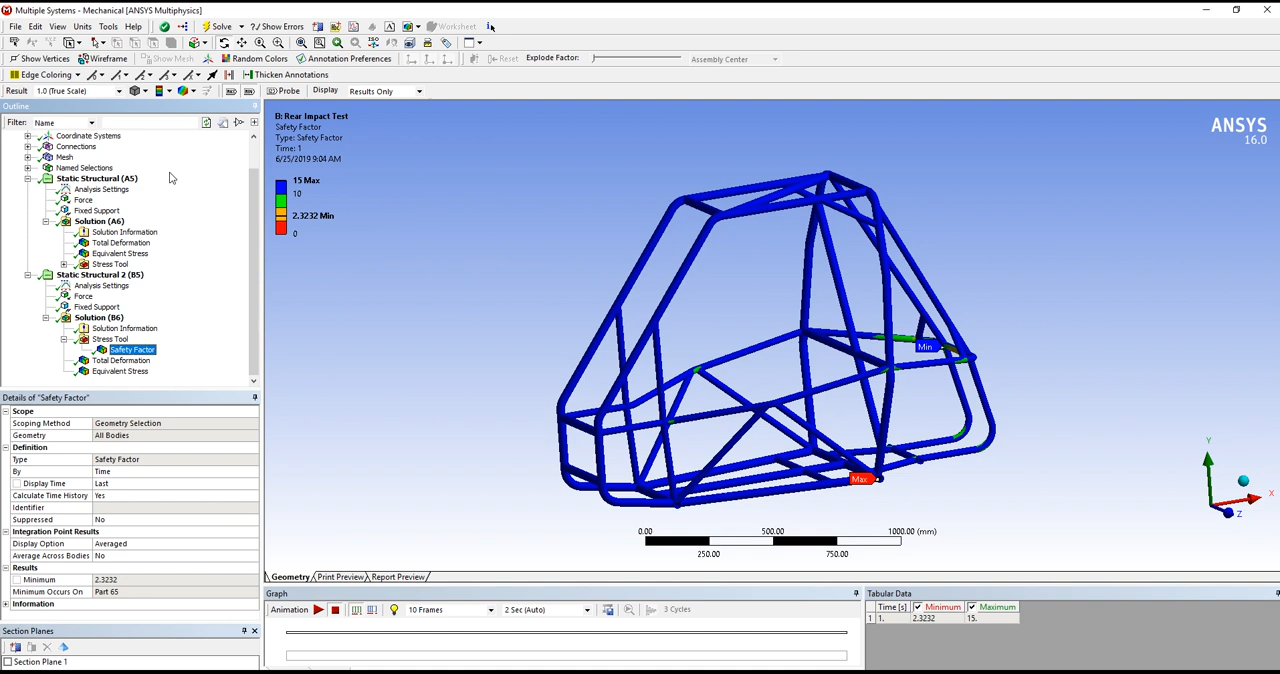 Multiple Systems - Mechanical [ANSYS Multiphysics]
File Edit View Units Tools Help Solve ?/Show Errors Worksheet
Show Vertices Wireframe Show Mesh Random Colors Annotation Preferences Reset Explode Factor: Assembly Center
Edge Coloring Thicken Annotations
Result 1.0 (True Scale) Probe Display Results Only
Outline
Filter: Name
Coordinate Systems
Connections
Mesh
Named Selections
Static Structural (A5)
Analysis Settings
Force
Fixed Support
Solution (A6)
Solution Information
Total Deformation
Equivalent Stress
Stress Tool
Static Structural 2 (B5)
Analysis Settings
Force
Fixed Support
Solution (B6)
Solution Information
Stress Tool
Safety Factor
Total Deformation
Equivalent Stress
Details of "Safety Factor"
Scope
Scoping Method Geometry Selection
Geometry All Bodies
Definition
Type Safety Factor
By Time
Display Time Last
Calculate Time History Yes
Identifier
Suppressed No
Integration Point Results
Display Option Averaged
Average Across Bodies No
Results
Minimum 2.3232
Minimum Occurs On Part 65
Information
Section Planes
Section Plane 1
B: Rear Impact Test
Safety Factor
Type: Safety Factor
Time: 1
6/25/2019 9:04 AM
15 Max
10
2.3232 Min
0
ANSYS
16.0
Min
Max
0.00 500.00 1000.00 (mm)
250.00 750.00
Y
X
Z
Geometry Print Preview Report Preview
Graph
Animation 10 Frames 2 Sec (Auto) 3 Cycles
Tabular Data
Time [s] Minimum Maximum
1 1. 2.3232 15.